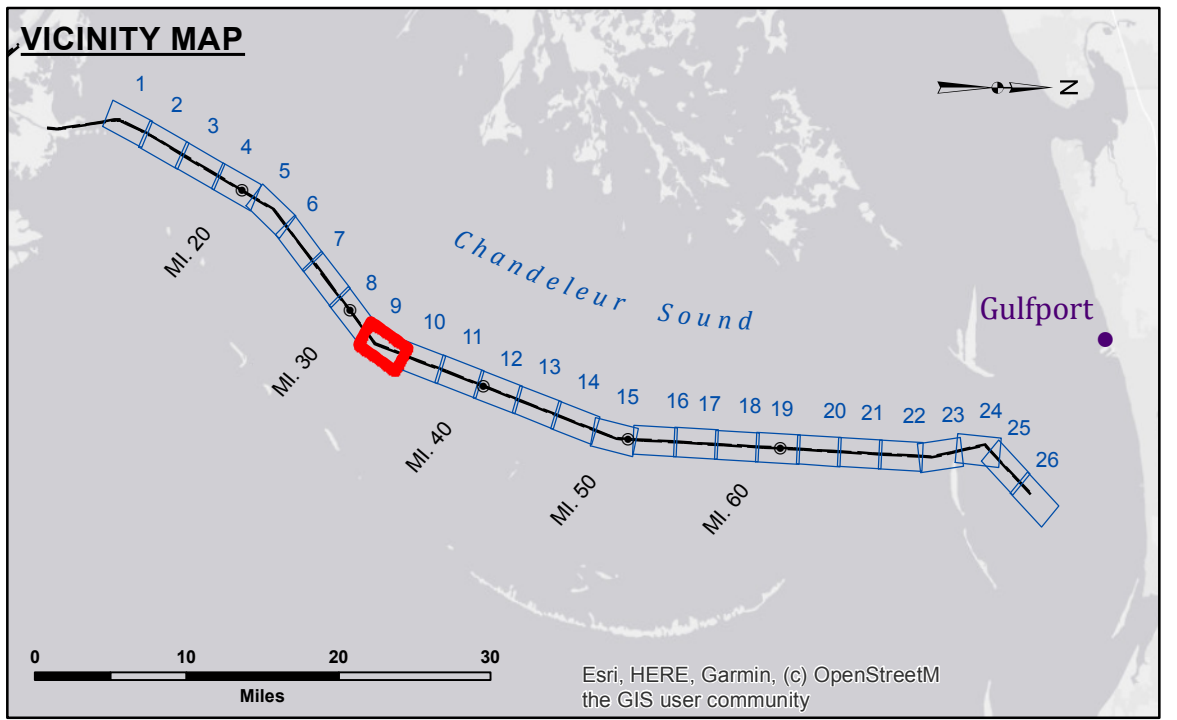 VICINITY MAP
N
1
2
3
4
5
6
7
8
9
10
11
12
13
14
15
16
17
18
19
20
21
22
23
24
25
26
MI. 20
MI. 30
MI. 40
MI. 50
MI. 60
Chandeleur Sound
Gulfport
0 10 20 30
Miles
Esri, HERE, Garmin, (c) OpenStreetM
the GIS user community